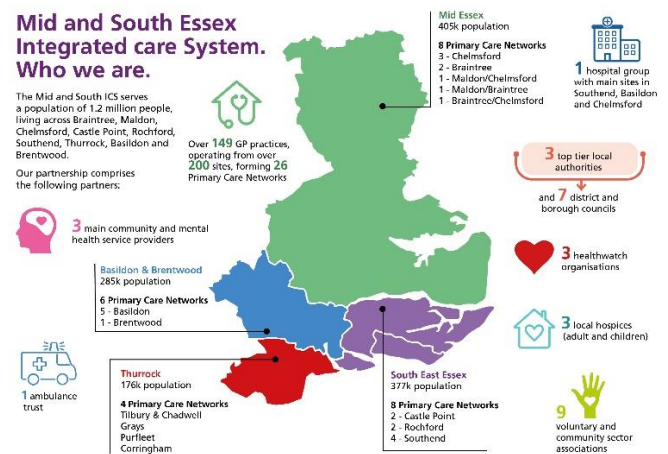 Mid and South Essex
Integrated care System.
Who we are.
The Mid and South ICS serves
a population of 1.2 million people,
living across Braintree, Maldon,
Chelmsford, Castle Point, Rochford,
Southend, Thurrock, Basildon and
Brentwood.
Our partnership comprises
the following partners:
Over 149 GP practices,
operating from over
200 sites, forming 26
Primary Care Networks
Mid Essex
405k population
8 Primary Care Networks
3 - Chelmsford
2 - Braintree
1 - Maldon/Chelmsford
1 - Maldon/Braintree
1 - Braintree/Chelmsford
1 hospital group
with main sites in
Southend, Basildon
and Chelmsford
3 top tier local
authorities
and 7 district and
borough councils
3 main community and mental
health service providers
3 healthwatch
organisations
Basildon & Brentwood
285k population
6 Primary Care Networks
5 - Basildon
1 - Brentwood
3 local hospices
(adult and children)
1 ambulance
trust
Thurrock
176k population
4 Primary Care Networks
Tilbury & Chadwell
Grays
Purfleet
Corringham
South East Essex
377k population
8 Primary Care Networks
2 - Castle Point
2 - Rochford
4 - Southend
9
voluntary and
community sector
associations